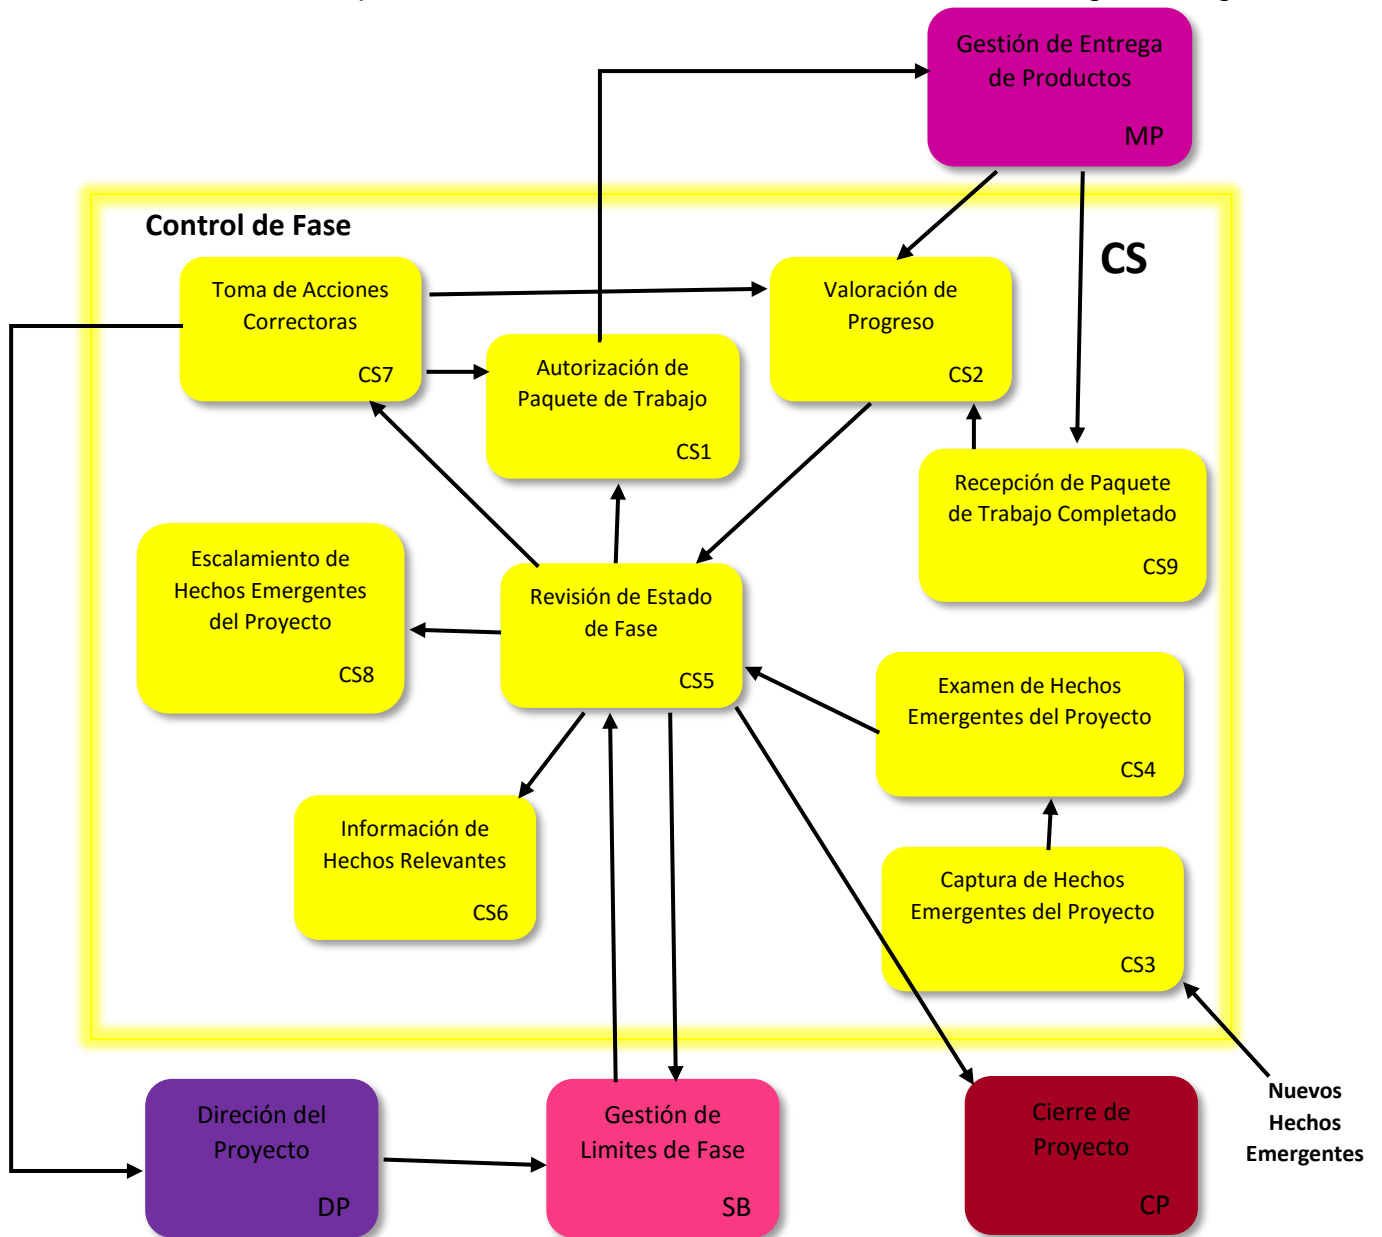 Gestión de Entrega
de Productos
MP
Control de Fase
CS
Toma de Acciones
Correctoras
CS7
Valoración de
Progreso
CS2
Autorización de
Paquete de Trabajo
CS1
Recepción de Paquete
de Trabajo Completado
CS9
Escalamiento de
Hechos Emergentes
del Proyecto
CS8
Revisión de Estado
de Fase
CS5
Examen de Hechos
Emergentes del Proyecto
CS4
Información de
Hechos Relevantes
CS6
Captura de Hechos
Emergentes del Proyecto
CS3
Nuevos
Hechos
Emergentes
Direción del
Proyecto
DP
Gestión de
Limites de Fase
SB
Cierre de
Proyecto
CP